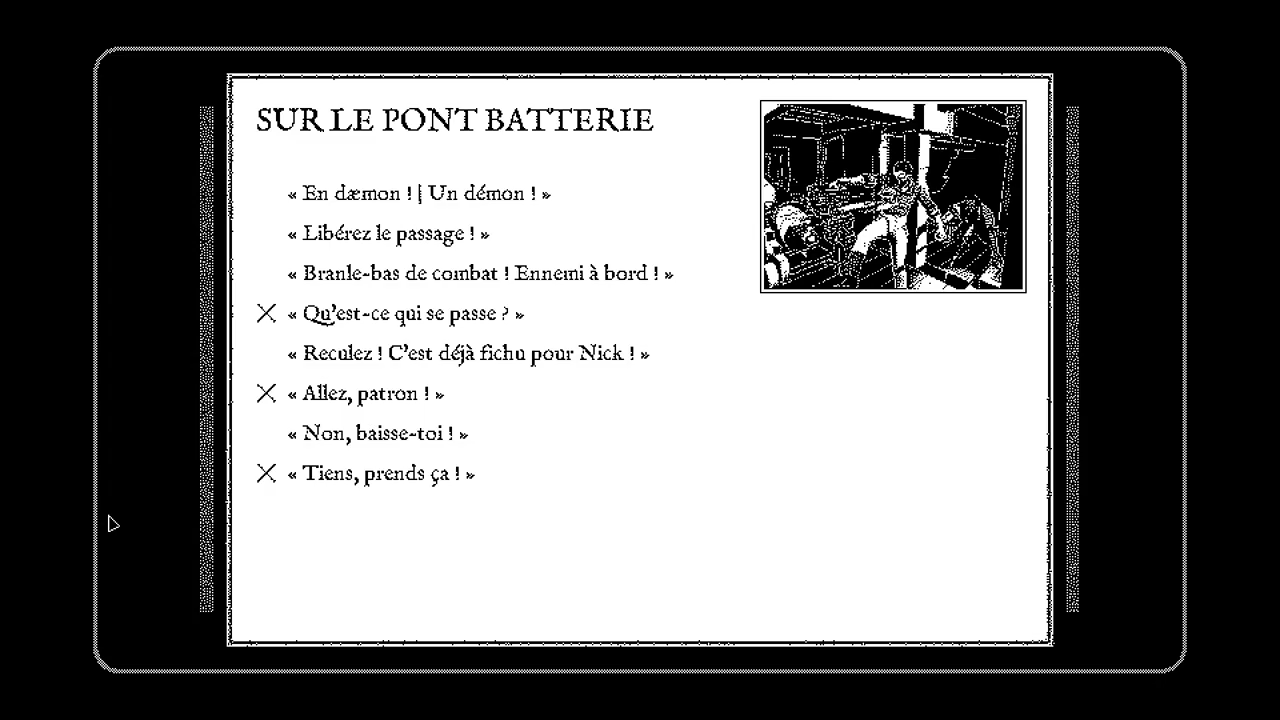 SUR LE PONT BATTERIE
« En dæmon ! | Un démon ! »
« Libérez le passage ! »
« Branle-bas de combat ! Ennemi à bord ! »
« Qu'est-ce qui se passe ? »
« Reculez ! C'est déjà fichu pour Nick ! »
« Allez, patron ! »
« Non, baisse-toi ! »
« Tiens, prends ça ! »